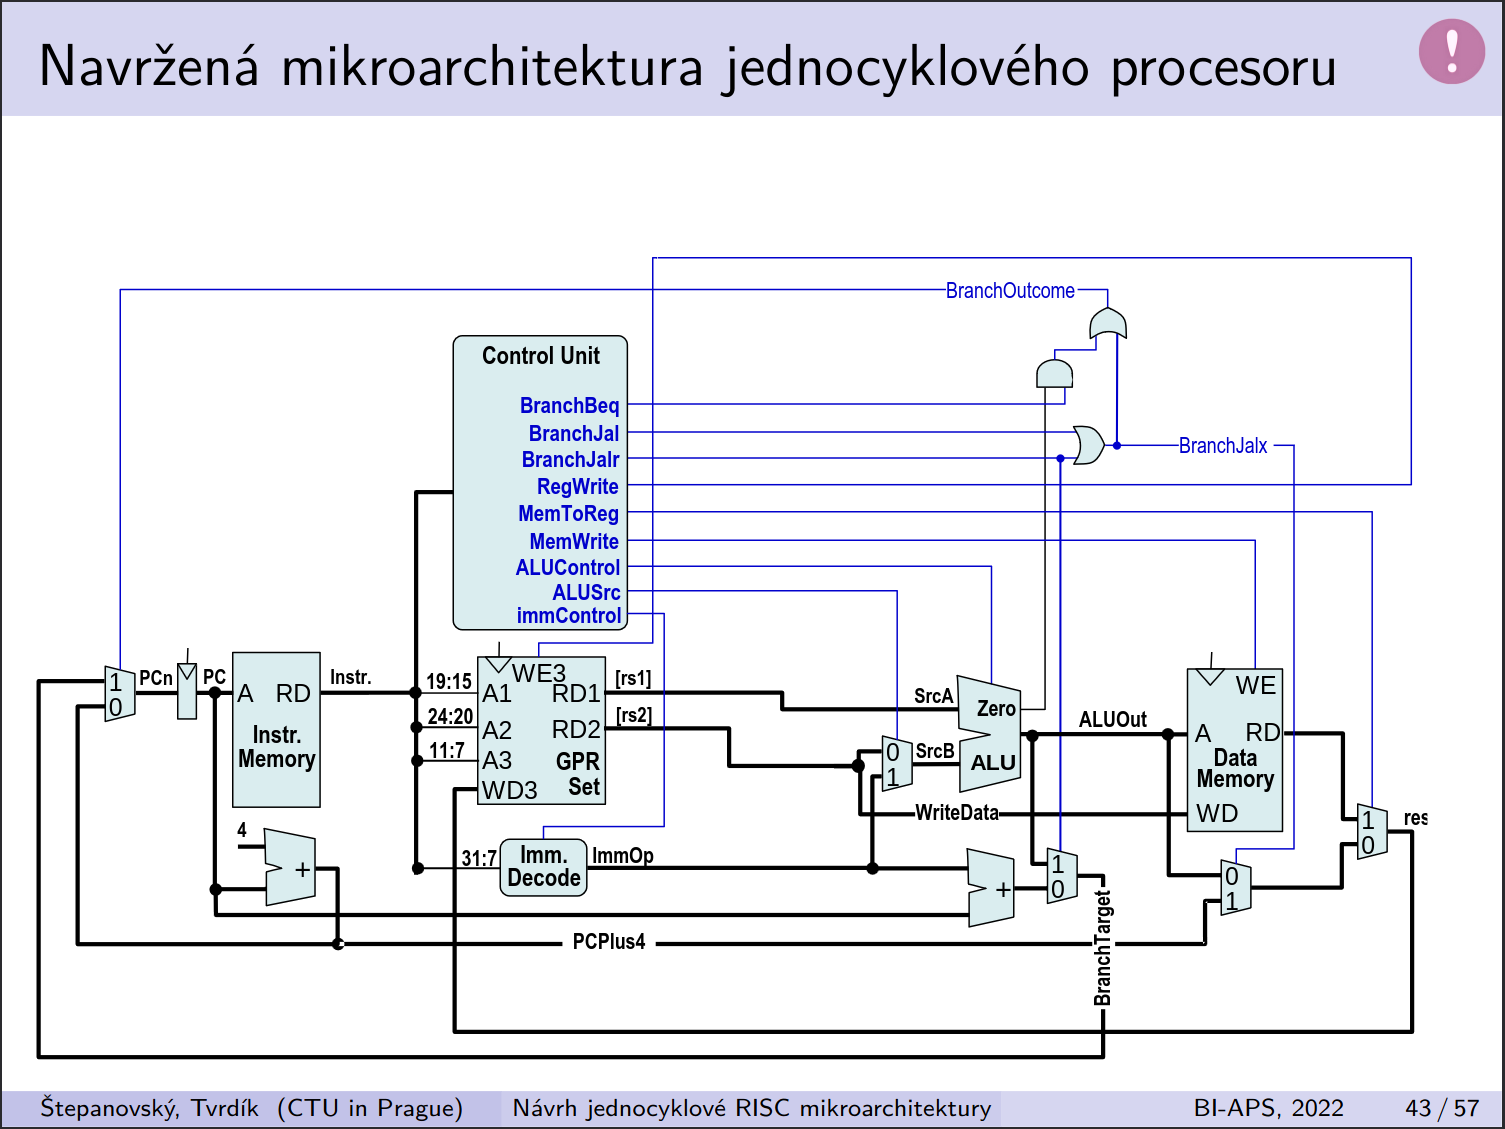 Navržená mikroarchitektura jednocyklového procesoru
!
BranchOutcome
Control Unit
BranchBeq
BranchJal
BranchJalr
RegWrite
MemToReg
MemWrite
ALUControl
ALUSrc
immControl
BranchJalx
1
0
PCn
PC
A RD
Instr.
Memory
Instr.
19:15
24:20
11:7
31:7
WE3
A1 RD1
A2 RD2
A3 GPR
WD3 Set
[rs1]
[rs2]
4
+
Imm.
Decode
ImmOp
SrcA
0
1
SrcB
Zero
ALU
ALUOut
WriteData
WE
A RD
Data
Memory
WD
+
1
0
BranchTarget
0
1
1
0
res
PCPlus4
Štepanovský, Tvrdík (CTU in Prague)
Návrh jednocyklové RISC mikroarchitektury
BI-APS, 2022
43 / 57